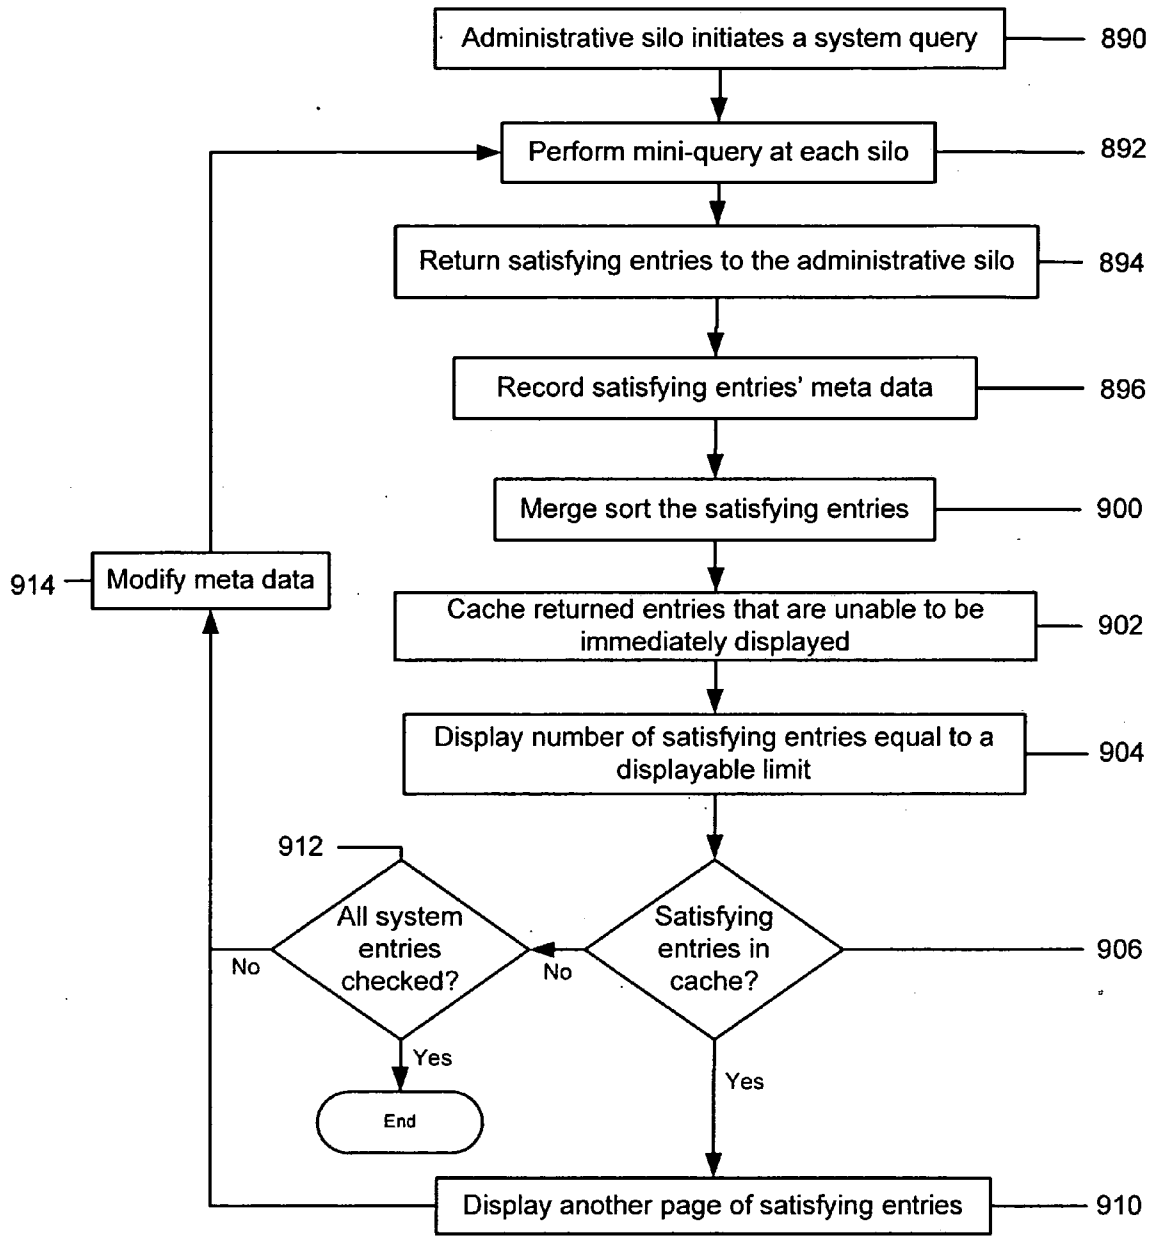 Administrative silo initiates a system query
890
Perform mini-query at each silo
892
Return satisfying entries to the administrative silo
894
Record satisfying entries' meta data
896
Merge sort the satisfying entries
900
914
Modify meta data
Cache returned entries that are unable to be
immediately displayed
902
Display number of satisfying entries equal to a
displayable limit
904
912
All system
entries
checked?
No
Yes
End
Satisfying
entries in
cache?
906
No
Yes
Display another page of satisfying entries
910